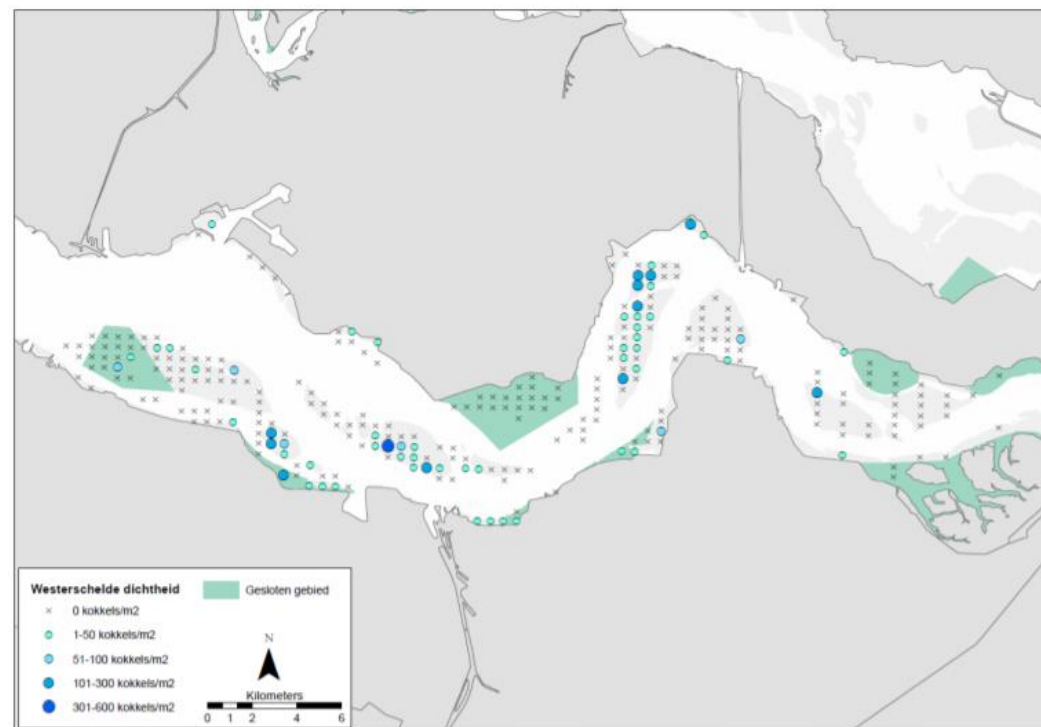 Westerschelde dichtheid
0 kokkels/m2
1-50 kokkels/m2
51-100 kokkels/m2
101-300 kokkels/m2
301-600 kokkels/m2
Gesloten gebied
N
Kilometers
0 1 2 4 6